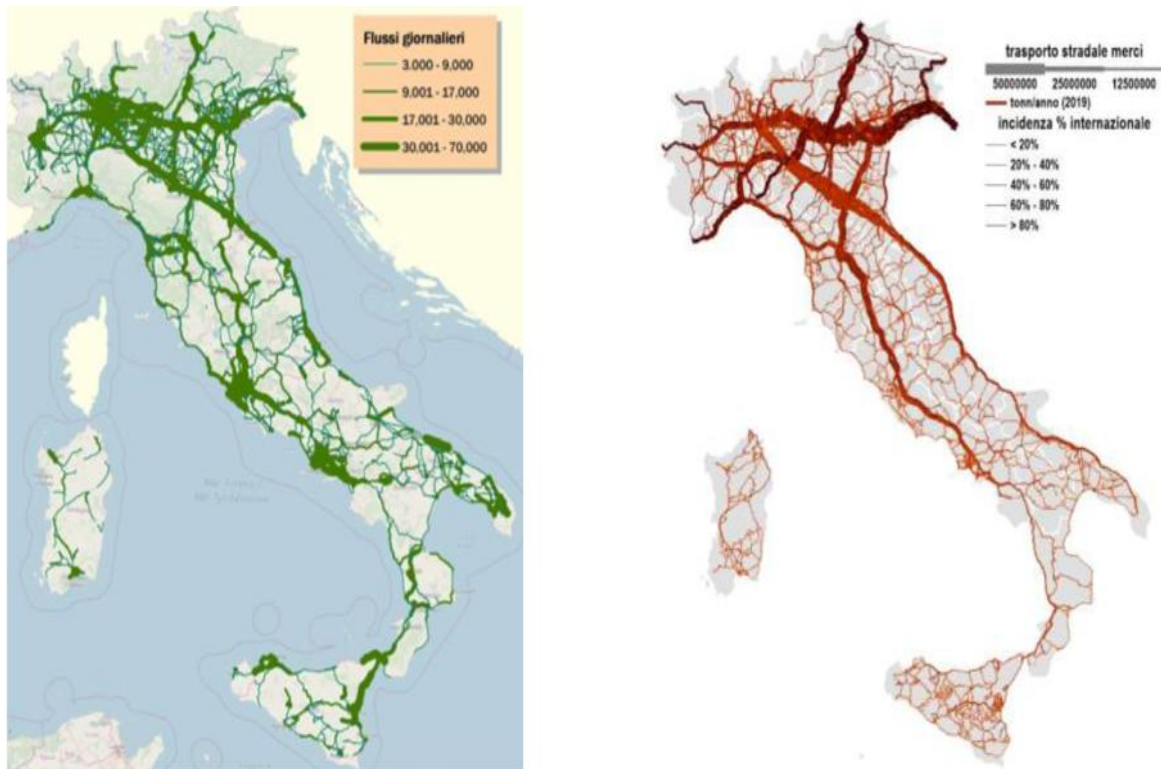 Flussi giornalieri
3.000 - 9,000
9,001 - 17,000
17,001 - 30,000
30,001 - 70,000
trasporto stradale merci
50000000 25000000 12500000
tonn/anno (2019)
incidenza % internazionale
< 20%
20% - 40%
40% - 60%
60% - 80%
> 80%